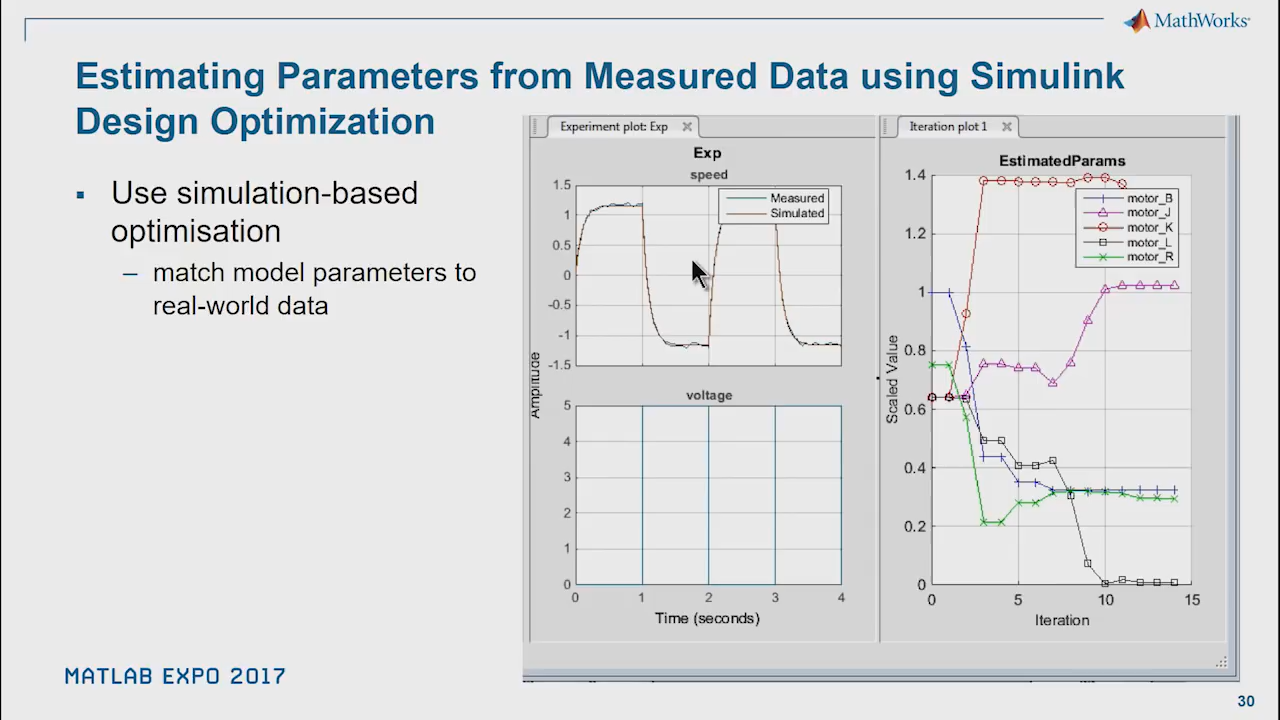 MathWorks®
Estimating Parameters from Measured Data using Simulink
Design Optimization
▪ Use simulation-based
optimisation
– match model parameters to
real-world data
Experiment plot: Exp
Exp
speed
1.5
1
0.5
0
-0.5
-1
-1.5
Measured
Simulated
Amplitude
voltage
5
4
3
2
1
0
0 1 2 3 4
Time (seconds)
Iteration plot 1
EstimatedParams
1.4
1.2
1
0.8
0.6
0.4
0.2
0
motor_B
motor_J
motor_K
motor_L
motor_R
Scaled Value
0 5 10 15
Iteration
MATLAB EXPO 2017
30